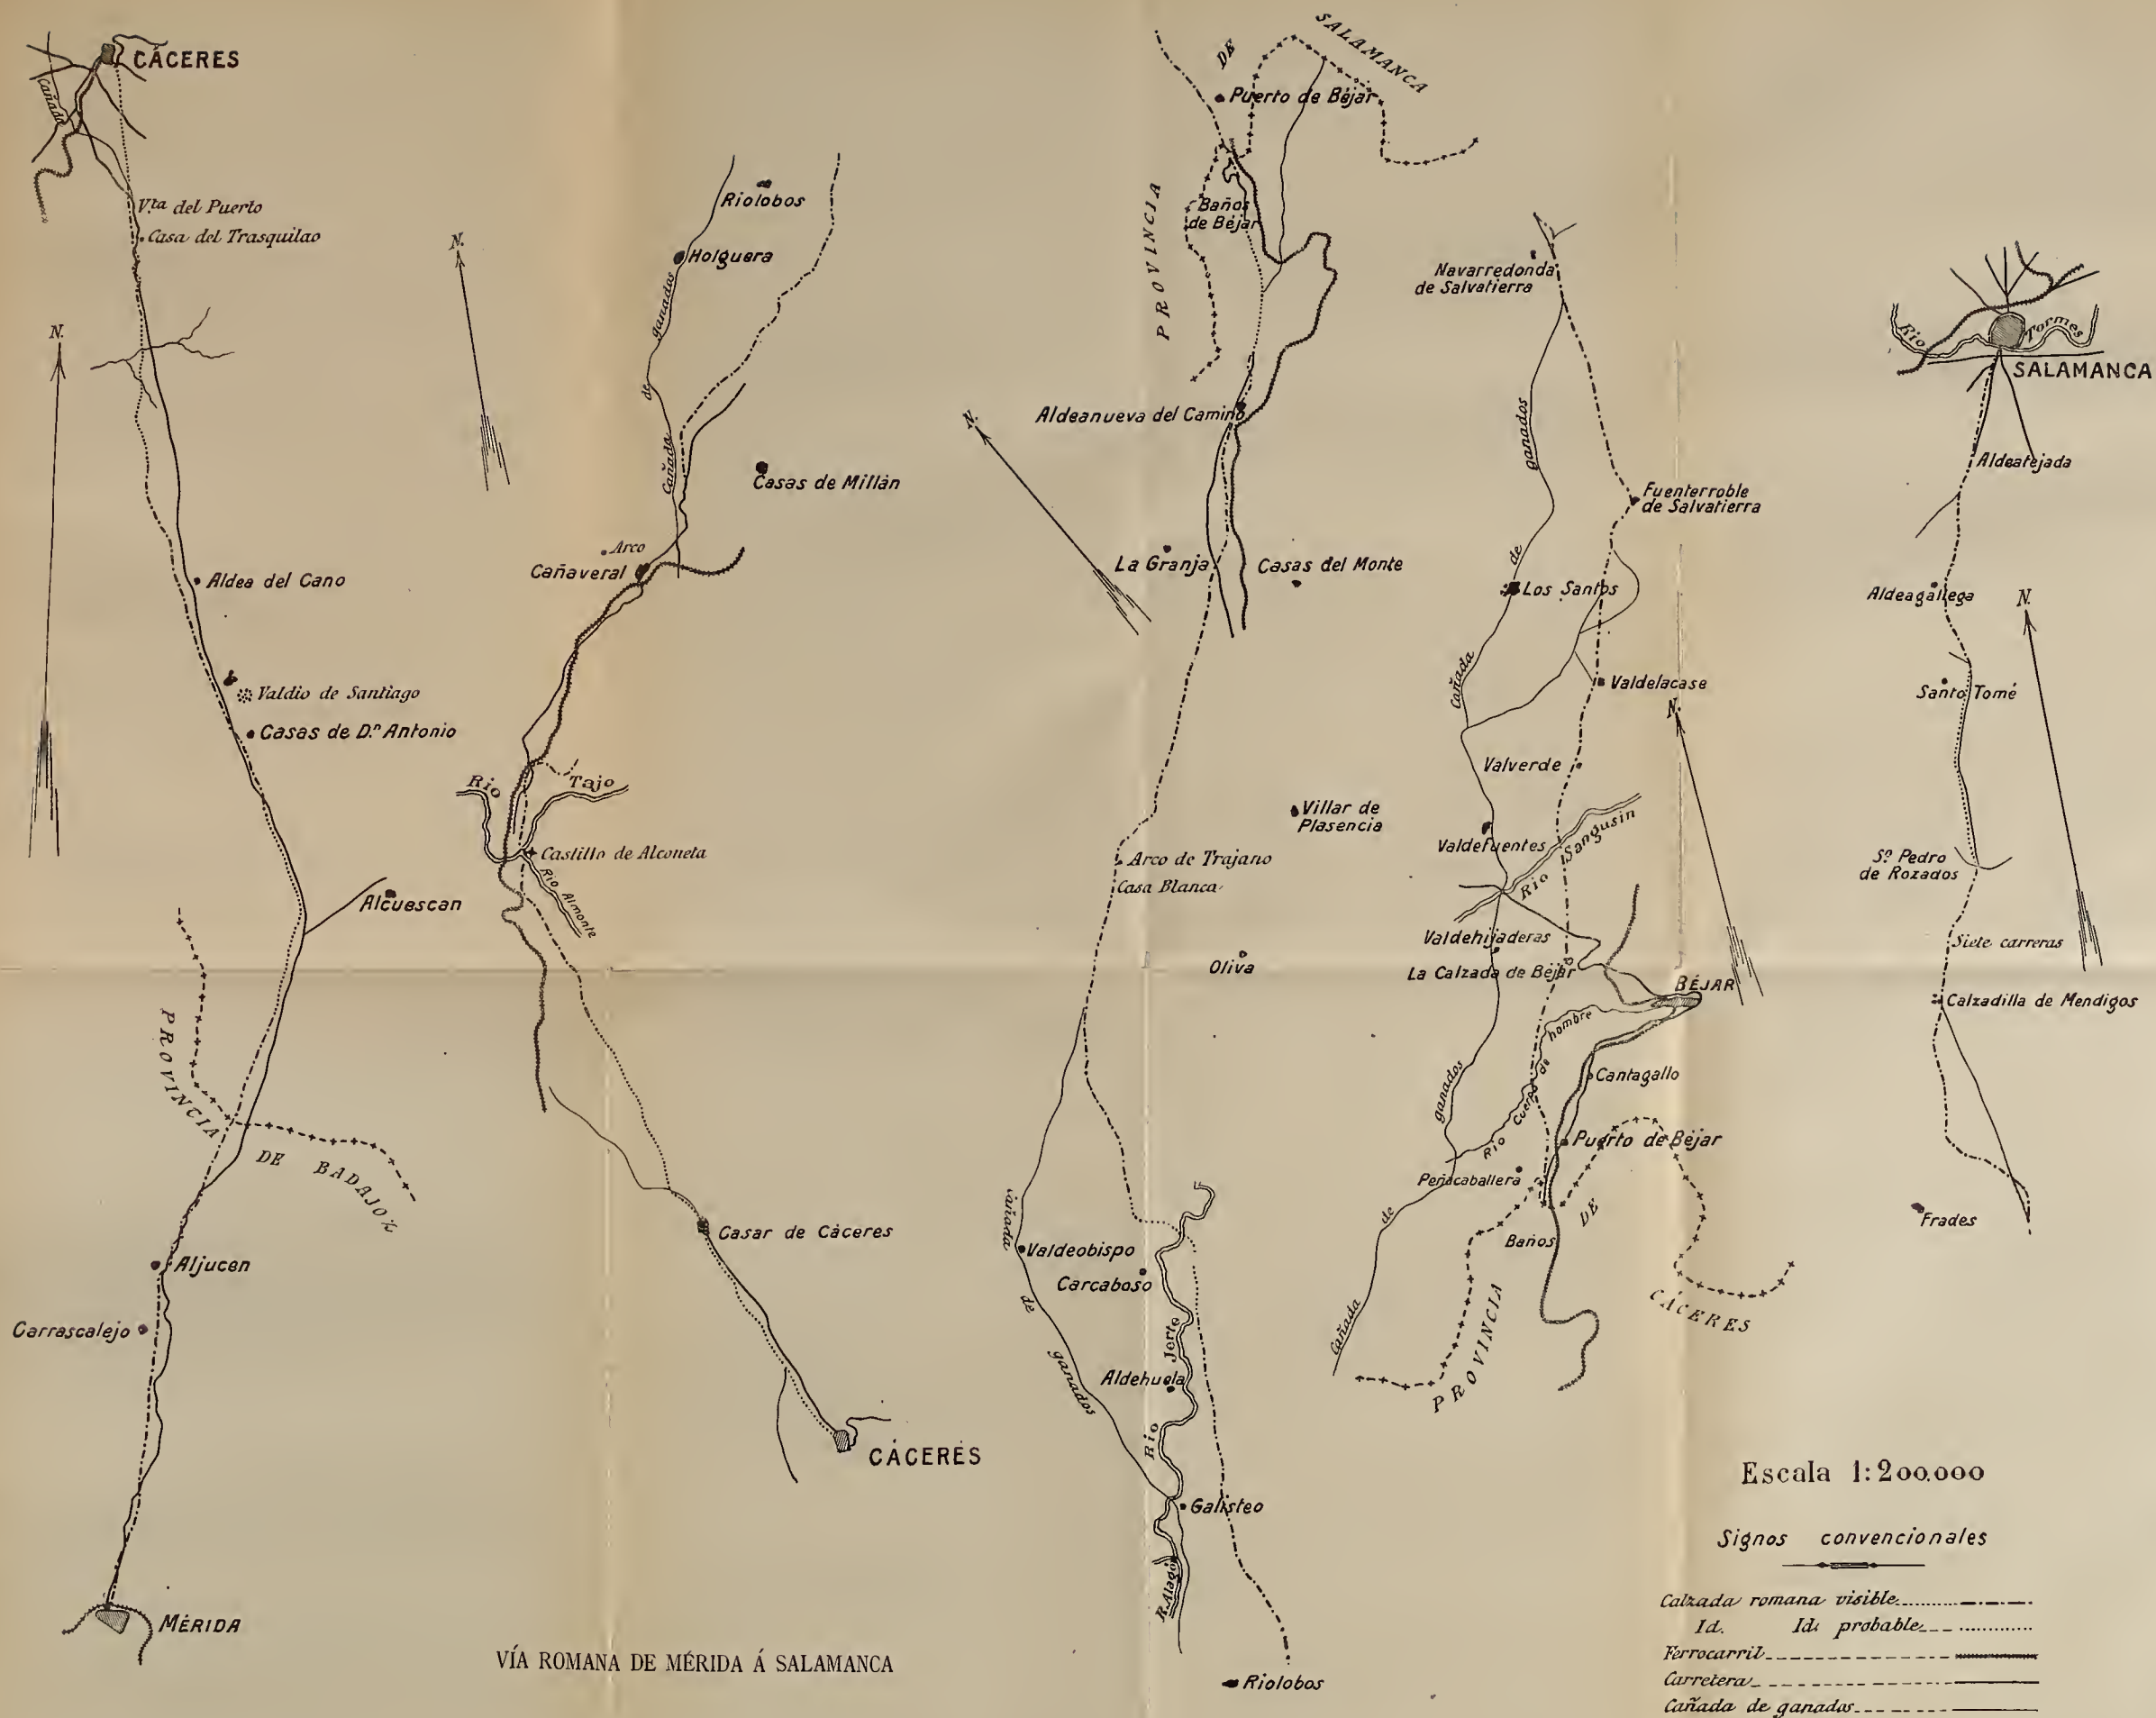 CÁCERES
Cañada
V.ta del Puerto
Casa del Trasquilao
N.
Aldea del Cano
Valdio de Santiago
Casas de D.n Antonio
Alcuescan
PROVINCIA
DE BADAJOZ
Aljucen
Carrascalejo
MÉRIDA
N.
Riolobos
Holguera
ganados
de
Cañada
Casas de Millán
Arco
Cañaveral
Rio Tajo
Castillo de Alconeta
Rio Almonte
Casar de Cáceres
CÁCERES
VÍA ROMANA DE MÉRIDA Á SALAMANCA
DE
SALAMANCA
Puerto de Béjar
PROVINCIA
Baños
de Béjar
N.
Aldeanueva del Camino
La Granja
Casas del Monte
Villar de
Plasencia
Arco de Trajano
Casa Blanca
Oliva
Cañada
Valdeobispo
Carcaboso
de
Jerte
ganados
Aldehuela
Rio
Galisteo
R. Alagón
Riolobos
Navarredonda
de Salvatierra
ganados
Fuenterroble
de Salvatierra
de
Los Santos
Cañada
Valdelacase
N.
Valverde
Valdefuentes
Rio Sangusin
Valdehijaderas
La Calzada de Béjar
BÉJAR
hombre
de
Cuerpo
Rio
ganados
Cantagallo
Puerto de Béjar
Peñacaballera
de
DE
Baños
Cañada
PROVINCIA
CÁCERES
Rio
Tormes
SALAMANCA
Aldeatejada
Aldeagallega
N.
Santo Tomé
S.n Pedro
de Rozados
Siete carreras
Calzadilla de Mendigos
Frades
Escala 1:200.000
Signos convencionales
Calzada romana visible
Id. Id. probable
Ferrocarril
Carretera
Cañada de ganados